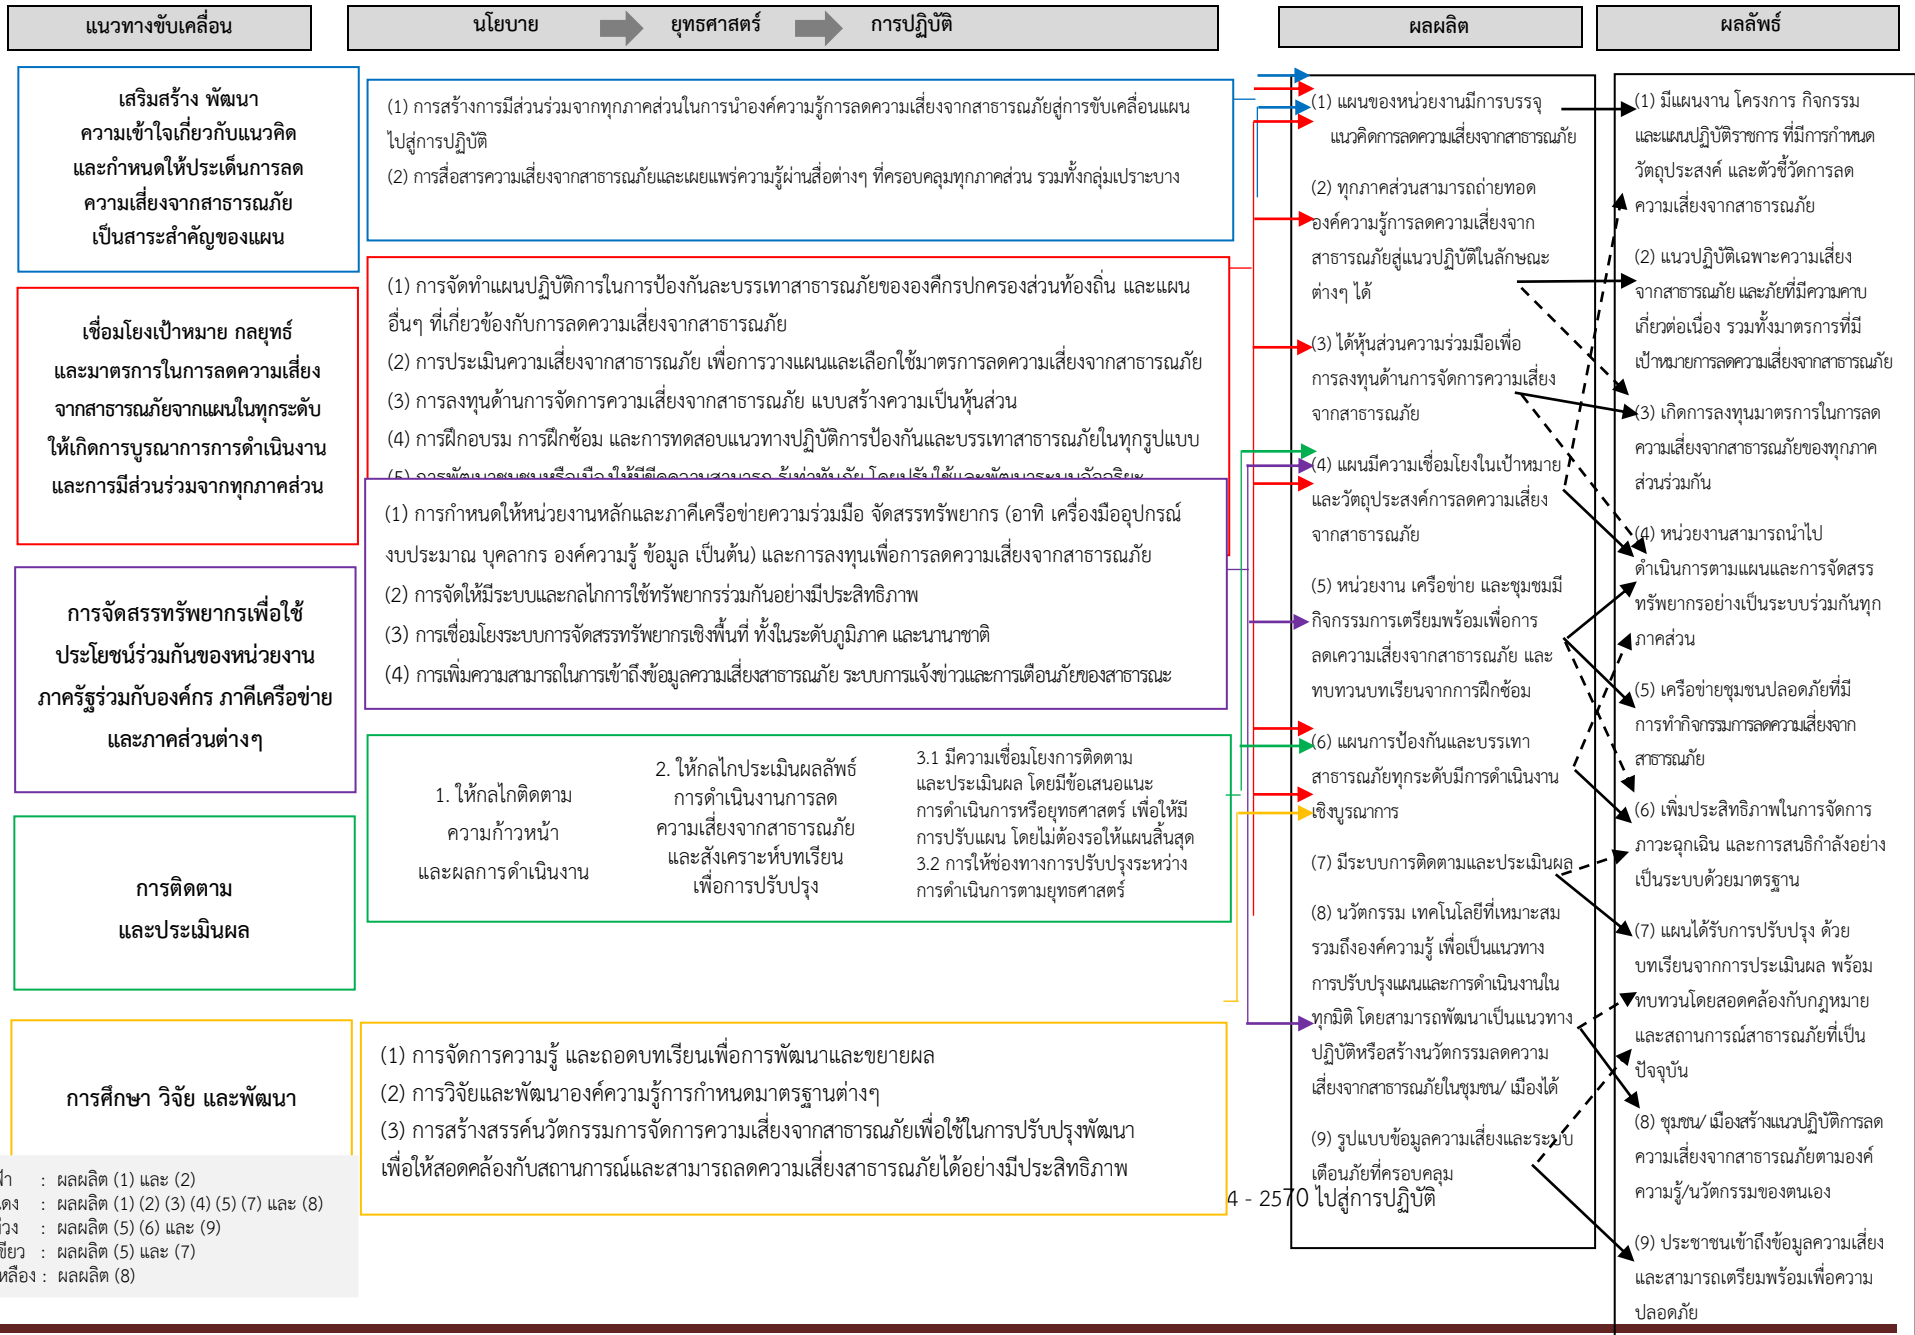 แนวทางขับเคลื่อน
นโยบาย ยุทธศาสตร์ การปฏิบัติ
ผลผลิต
ผลลัพธ์
เสริมสร้าง พัฒนา
ความเข้าใจเกี่ยวกับแนวคิด
และกำหนดให้ประเด็นการลด
ความเสี่ยงจากสาธารณภัย
เป็นสาระสำคัญของแผน
(1) การสร้างการมีส่วนร่วมจากทุกภาคส่วนในการนำองค์ความรู้การลดความเสี่ยงจากสาธารณภัยสู่การขับเคลื่อนแผน
ไปสู่การปฏิบัติ
(2) การสื่อสารความเสี่ยงจากสาธารณภัยและเผยแพร่ความรู้ผ่านสื่อต่างๆ ที่ครอบคลุมทุกภาคส่วน รวมทั้งกลุ่มเปราะบาง
เชื่อมโยงเป้าหมาย กลยุทธ์
และมาตรการในการลดความเสี่ยง
จากสาธารณภัยจากแผนในทุกระดับ
ให้เกิดการบูรณาการการดำเนินงาน
และการมีส่วนร่วมจากทุกภาคส่วน
(1) การจัดทำแผนปฏิบัติการในการป้องกันละบรรเทาสาธารณภัยขององค์กรปกครองส่วนท้องถิ่น และแผน
อื่นๆ ที่เกี่ยวข้องกับการลดความเสี่ยงจากสาธารณภัย
(2) การประเมินความเสี่ยงจากสาธารณภัย เพื่อการวางแผนและเลือกใช้มาตรการลดความเสี่ยงจากสาธารณภัย
(3) การลงทุนด้านการจัดการความเสี่ยงจากสาธารณภัย แบบสร้างความเป็นหุ้นส่วน
(4) การฝึกอบรม การฝึกซ้อม และการทดสอบแนวทางปฏิบัติการป้องกันและบรรเทาสาธารณภัยในทุกรูปแบบ
(5) การพัฒนาชุมชนหรือเมืองให้มีขีดความสามารถ รู้เท่าทันภัย โดยปรับใช้และพัฒนาระบบอัจฉริยะ
การจัดสรรทรัพยากรเพื่อใช้
ประโยชน์ร่วมกันของหน่วยงาน
ภาครัฐร่วมกับองค์กร ภาคีเครือข่าย
และภาคส่วนต่างๆ
(1) การกำหนดให้หน่วยงานหลักและภาคีเครือข่ายความร่วมมือ จัดสรรทรัพยากร (อาทิ เครื่องมืออุปกรณ์
งบประมาณ บุคลากร องค์ความรู้ ข้อมูล เป็นต้น) และการลงทุนเพื่อการลดความเสี่ยงจากสาธารณภัย
(2) การจัดให้มีระบบและกลไกการใช้ทรัพยากรร่วมกันอย่างมีประสิทธิภาพ
(3) การเชื่อมโยงระบบการจัดสรรทรัพยากรเชิงพื้นที่ ทั้งในระดับภูมิภาค และนานาชาติ
(4) การเพิ่มความสามารถในการเข้าถึงข้อมูลความเสี่ยงสาธารณภัย ระบบการแจ้งข่าวและการเตือนภัยของสาธารณะ
การติดตาม
และประเมินผล
1. ให้กลไกติดตาม
ความก้าวหน้า
และผลการดำเนินงาน
2. ให้กลไกประเมินผลลัพธ์
การดำเนินงานการลด
ความเสี่ยงจากสาธารณภัย
และสังเคราะห์บทเรียน
เพื่อการปรับปรุง
3.1 มีความเชื่อมโยงการติดตาม
และประเมินผล โดยมีข้อเสนอแนะ
การดำเนินการหรือยุทธศาสตร์ เพื่อให้มี
การปรับแผน โดยไม่ต้องรอให้แผนสิ้นสุด
3.2 การให้ช่องทางการปรับปรุงระหว่าง
การดำเนินการตามยุทธศาสตร์
การศึกษา วิจัย และพัฒนา
(1) การจัดการความรู้ และถอดบทเรียนเพื่อการพัฒนาและขยายผล
(2) การวิจัยและพัฒนาองค์ความรู้การกำหนดมาตรฐานต่างๆ
(3) การสร้างสรรค์นวัตกรรมการจัดการความเสี่ยงจากสาธารณภัยเพื่อใช้ในการปรับปรุงพัฒนา
เพื่อให้สอดคล้องกับสถานการณ์และสามารถลดความเสี่ยงสาธารณภัยได้อย่างมีประสิทธิภาพ
: ผลผลิต (1) และ (2)
: ผลผลิต (1) (2) (3) (4) (5) (7) และ (8)
: ผลผลิต (5) (6) และ (9)
: ผลผลิต (5) และ (7)
หลือง : ผลผลิต (8)
4 - 2570 ไปสู่การปฏิบัติ
(1) แผนของหน่วยงานมีการบรรจุ
แนวคิดการลดความเสี่ยงจากสาธารณภัย
(2) ทุกภาคส่วนสามารถถ่ายทอด
องค์ความรู้การลดความเสี่ยงจาก
สาธารณภัยสู่แนวปฏิบัติในลักษณะ
ต่างๆ ได้
(3) ได้หุ้นส่วนความร่วมมือเพื่อ
การลงทุนด้านการจัดการความเสี่ยง
จากสาธารณภัย
(4) แผนมีความเชื่อมโยงในเป้าหมาย
และวัตถุประสงค์การลดความเสี่ยง
จากสาธารณภัย
(5) หน่วยงาน เครือข่าย และชุมชนมี
กิจกรรมการเตรียมพร้อมเพื่อการ
ลดเความเสี่ยงจากสาธารณภัย และ
ทบทวนบทเรียนจากการฝึกซ้อม
(6) แผนการป้องกันและบรรเทา
สาธารณภัยทุกระดับมีการดำเนินงาน
เชิงบูรณาการ
(7) มีระบบการติดตามและประเมินผล
(8) นวัตกรรม เทคโนโลยีที่เหมาะสม
รวมถึงองค์ความรู้ เพื่อเป็นแนวทาง
การปรับปรุงแผนและการดำเนินงานใน
ทุกมิติ โดยสามารถพัฒนาเป็นแนวทาง
ปฏิบัติหรือสร้างนวัตกรรมลดความ
เสี่ยงจากสาธารณภัยในชุมชน/ เมืองได้
(9) รูปแบบข้อมูลความเสี่ยงและระบบ
เตือนภัยที่ครอบคลุม
(1) มีแผนงาน โครงการ กิจกรรม
และแผนปฏิบัติราชการ ที่มีการกำหนด
วัตถุประสงค์ และตัวชี้วัดการลด
ความเสี่ยงจากสาธารณภัย
(2) แนวปฏิบัติเฉพาะความเสี่ยง
จากสาธารณภัย และภัยที่มีความคาบ
เกี่ยวต่อเนื่อง รวมทั้งมาตรการที่มี
เป้าหมายการลดความเสี่ยงจากสาธารณภัย
(3) เกิดการลงทุนมาตรการในการลด
ความเสี่ยงจากสาธารณภัยของทุกภาค
ส่วนร่วมกัน
(4) หน่วยงานสามารถนำไป
ดำเนินการตามแผนและการจัดสรร
ทรัพยากรอย่างเป็นระบบร่วมกันทุก
ภาคส่วน
(5) เครือข่ายชุมชนปลอดภัยที่มี
การทำกิจกรรมการลดความเสี่ยงจาก
สาธารณภัย
(6) เพิ่มประสิทธิภาพในการจัดการ
ภาวะฉุกเฉิน และการสนธิกำลังอย่าง
เป็นระบบด้วยมาตรฐาน
(7) แผนได้รับการปรับปรุง ด้วย
บทเรียนจากการประเมินผล พร้อม
ทบทวนโดยสอดคล้องกับกฎหมาย
และสถานการณ์สาธารณภัยที่เป็น
ปัจจุบัน
(8) ชุมชน/ เมืองสร้างแนวปฏิบัติการลด
ความเสี่ยงจากสาธารณภัยตามองค์
ความรู้/นวัตกรรมของตนเอง
(9) ประชาชนเข้าถึงข้อมูลความเสี่ยง
และสามารถเตรียมพร้อมเพื่อความ
ปลอดภัย